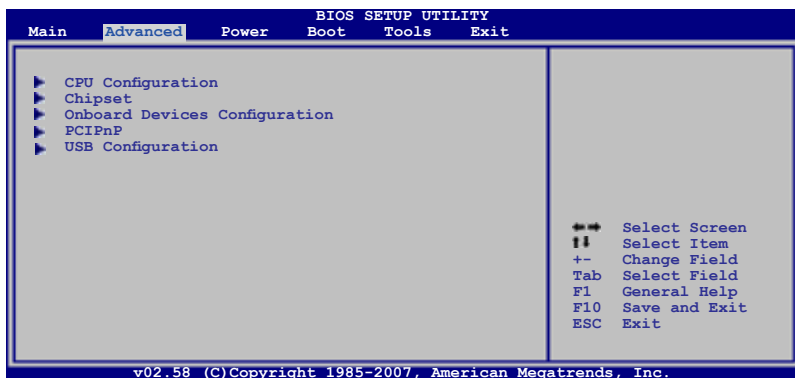 BIOS SETUP UTILITY
Main Advanced Power Boot Tools Exit
CPU Configuration
Chipset
Onboard Devices Configuration
PCIPnP
USB Configuration
Select Screen
Select Item
+- Change Field
Tab Select Field
F1 General Help
F10 Save and Exit
ESC Exit
v02.58 (C)Copyright 1985-2007, American Megatrends, Inc.